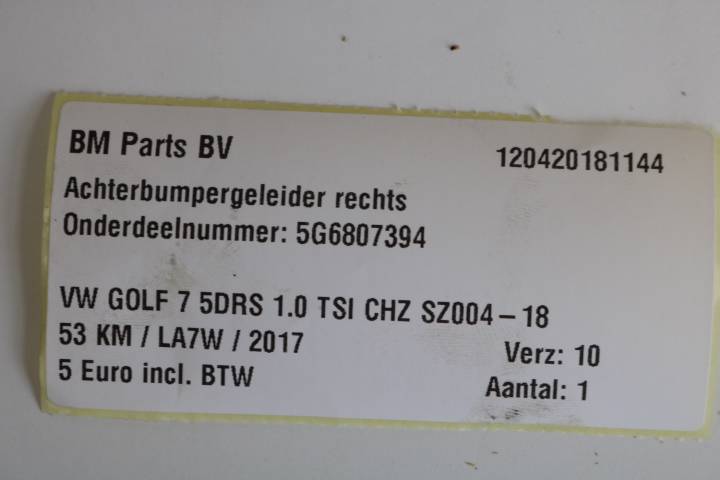 BM Parts BV 120420181144
Achterbumpergeleider rechts
Onderdeelnummer: 5G6807394
VW GOLF 7 5DRS 1.0 TSI CHZ SZ004-18
53 KM / LA7W / 2017 Verz: 10
5 Euro incl. BTW Aantal: 1